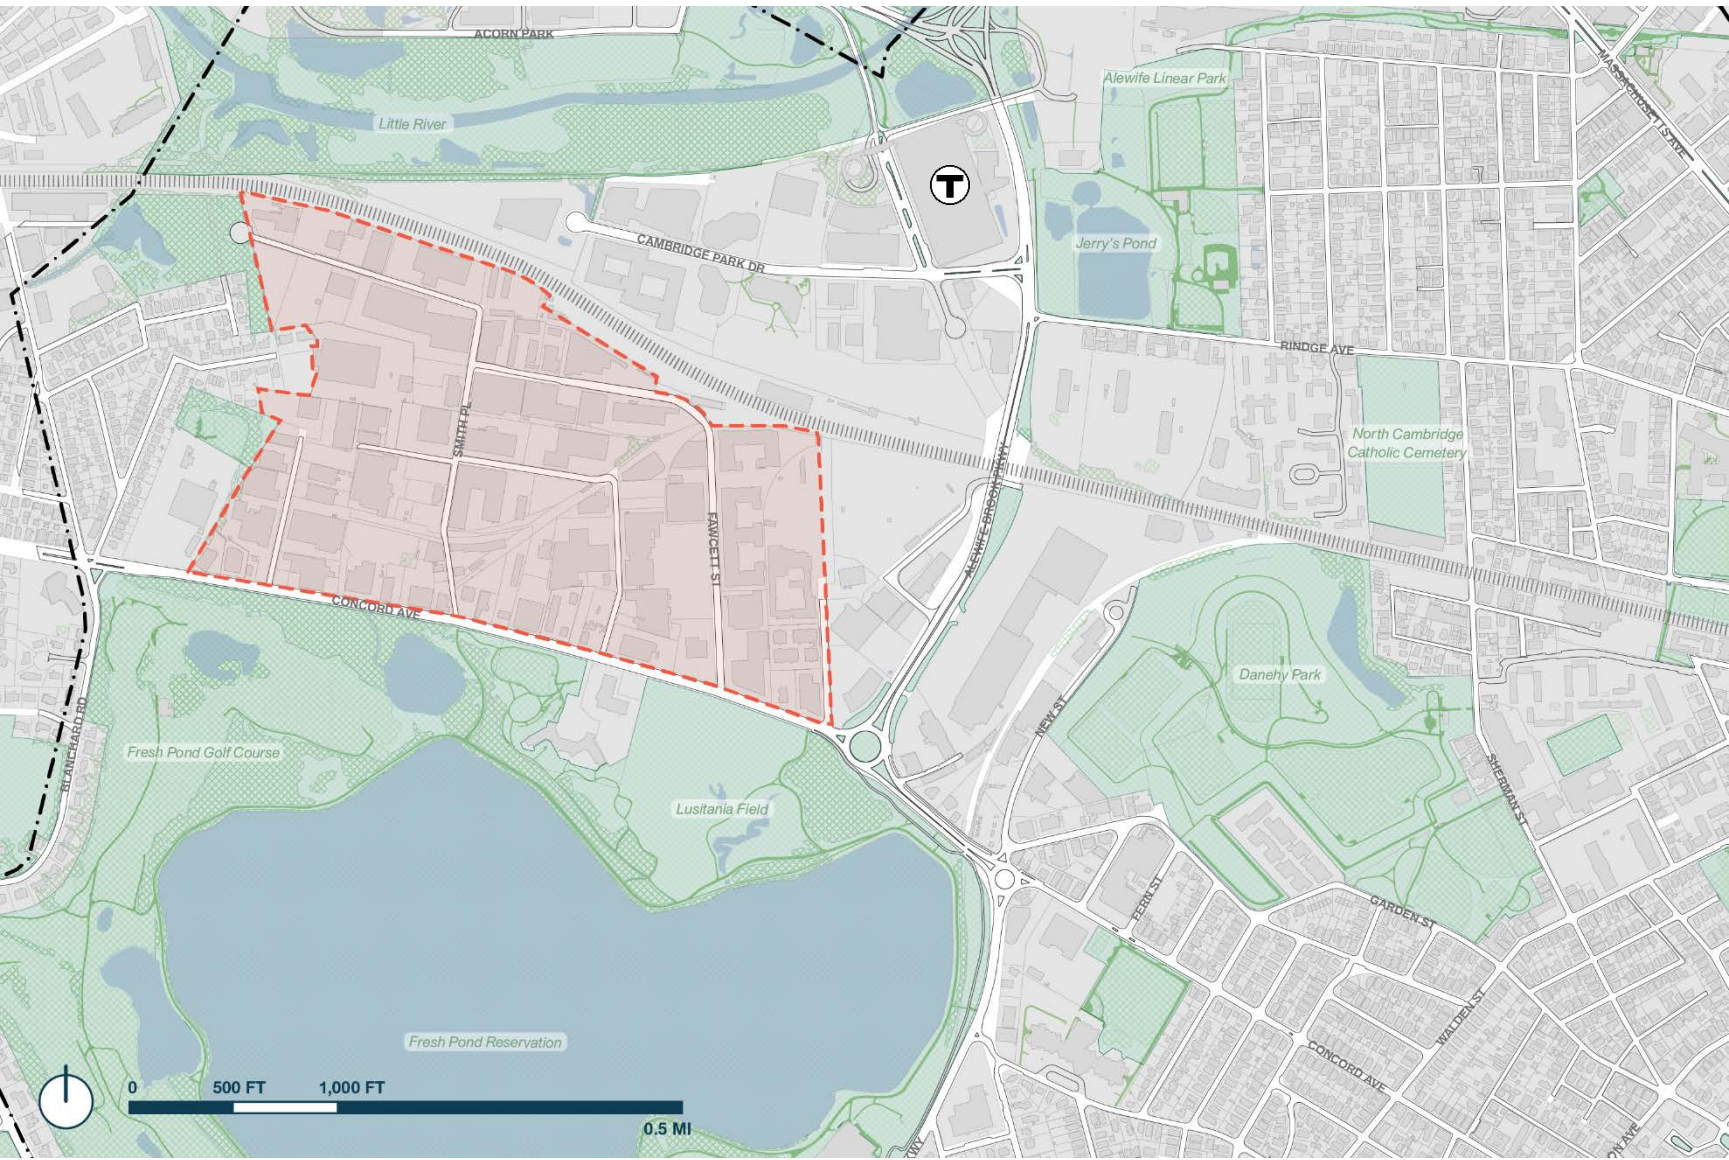 ACORN PARK
MASSACHUSETTS AVE
Alewife Linear Park
Little River
T
Jerry's Pond
CAMBRIDGE PARK DR
RINDGE AVE
SMITH PL
North Cambridge
Catholic Cemetery
ALEWIFE BROOK PKWY
FAWCETT ST
CONCORD AVE
Danehy Park
NEW ST
BLANCHARD RD
Fresh Pond Golf Course
SHERMAN ST
Lusitania Field
FERN ST
GARDEN ST
WALDEN ST
Fresh Pond Reservation
CONCORD AVE
0
500 FT
1,000 FT
0.5 MI
WY
ON AVE